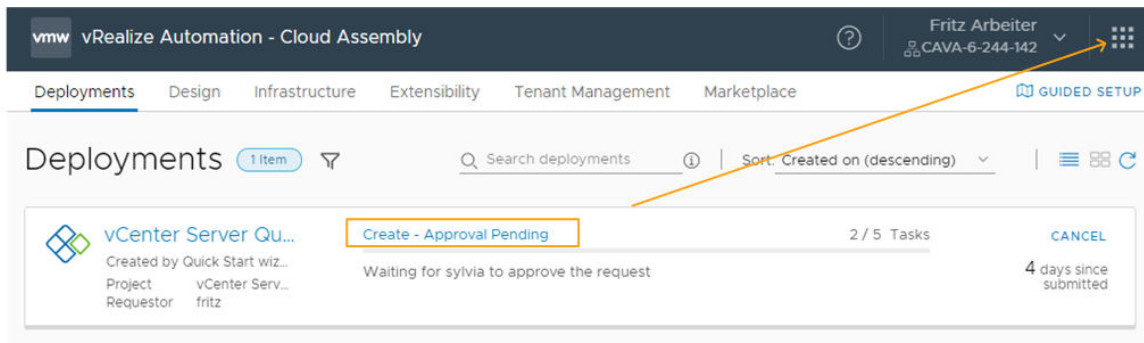 vmw vRealize Automation - Cloud Assembly
Fritz Arbeiter
CAVA-6-244-142
Deployments Design Infrastructure Extensibility Tenant Management Marketplace GUIDED SETUP
Deployments 1 Item Search deployments Sort: Created on (descending)
vCenter Server Qu... Create - Approval Pending 2 / 5 Tasks CANCEL
Created by Quick Start wiz... Waiting for sylvia to approve the request 4 days since submitted
Project vCenter Serv...
Requestor fritz